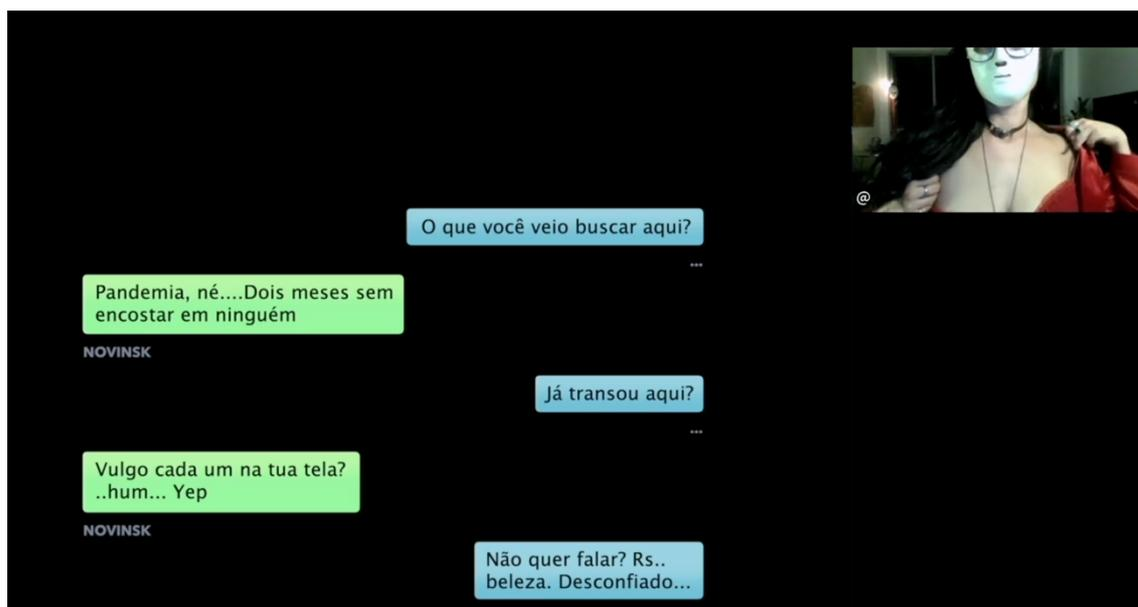 @
O que você veio buscar aqui?
...
Pandemia, né....Dois meses sem
encostar em ninguém
NOVINSK
Já transou aqui?
...
Vulgo cada um na tua tela?
..hum... Yep
NOVINSK
Não quer falar? Rs..
beleza. Desconfiado...